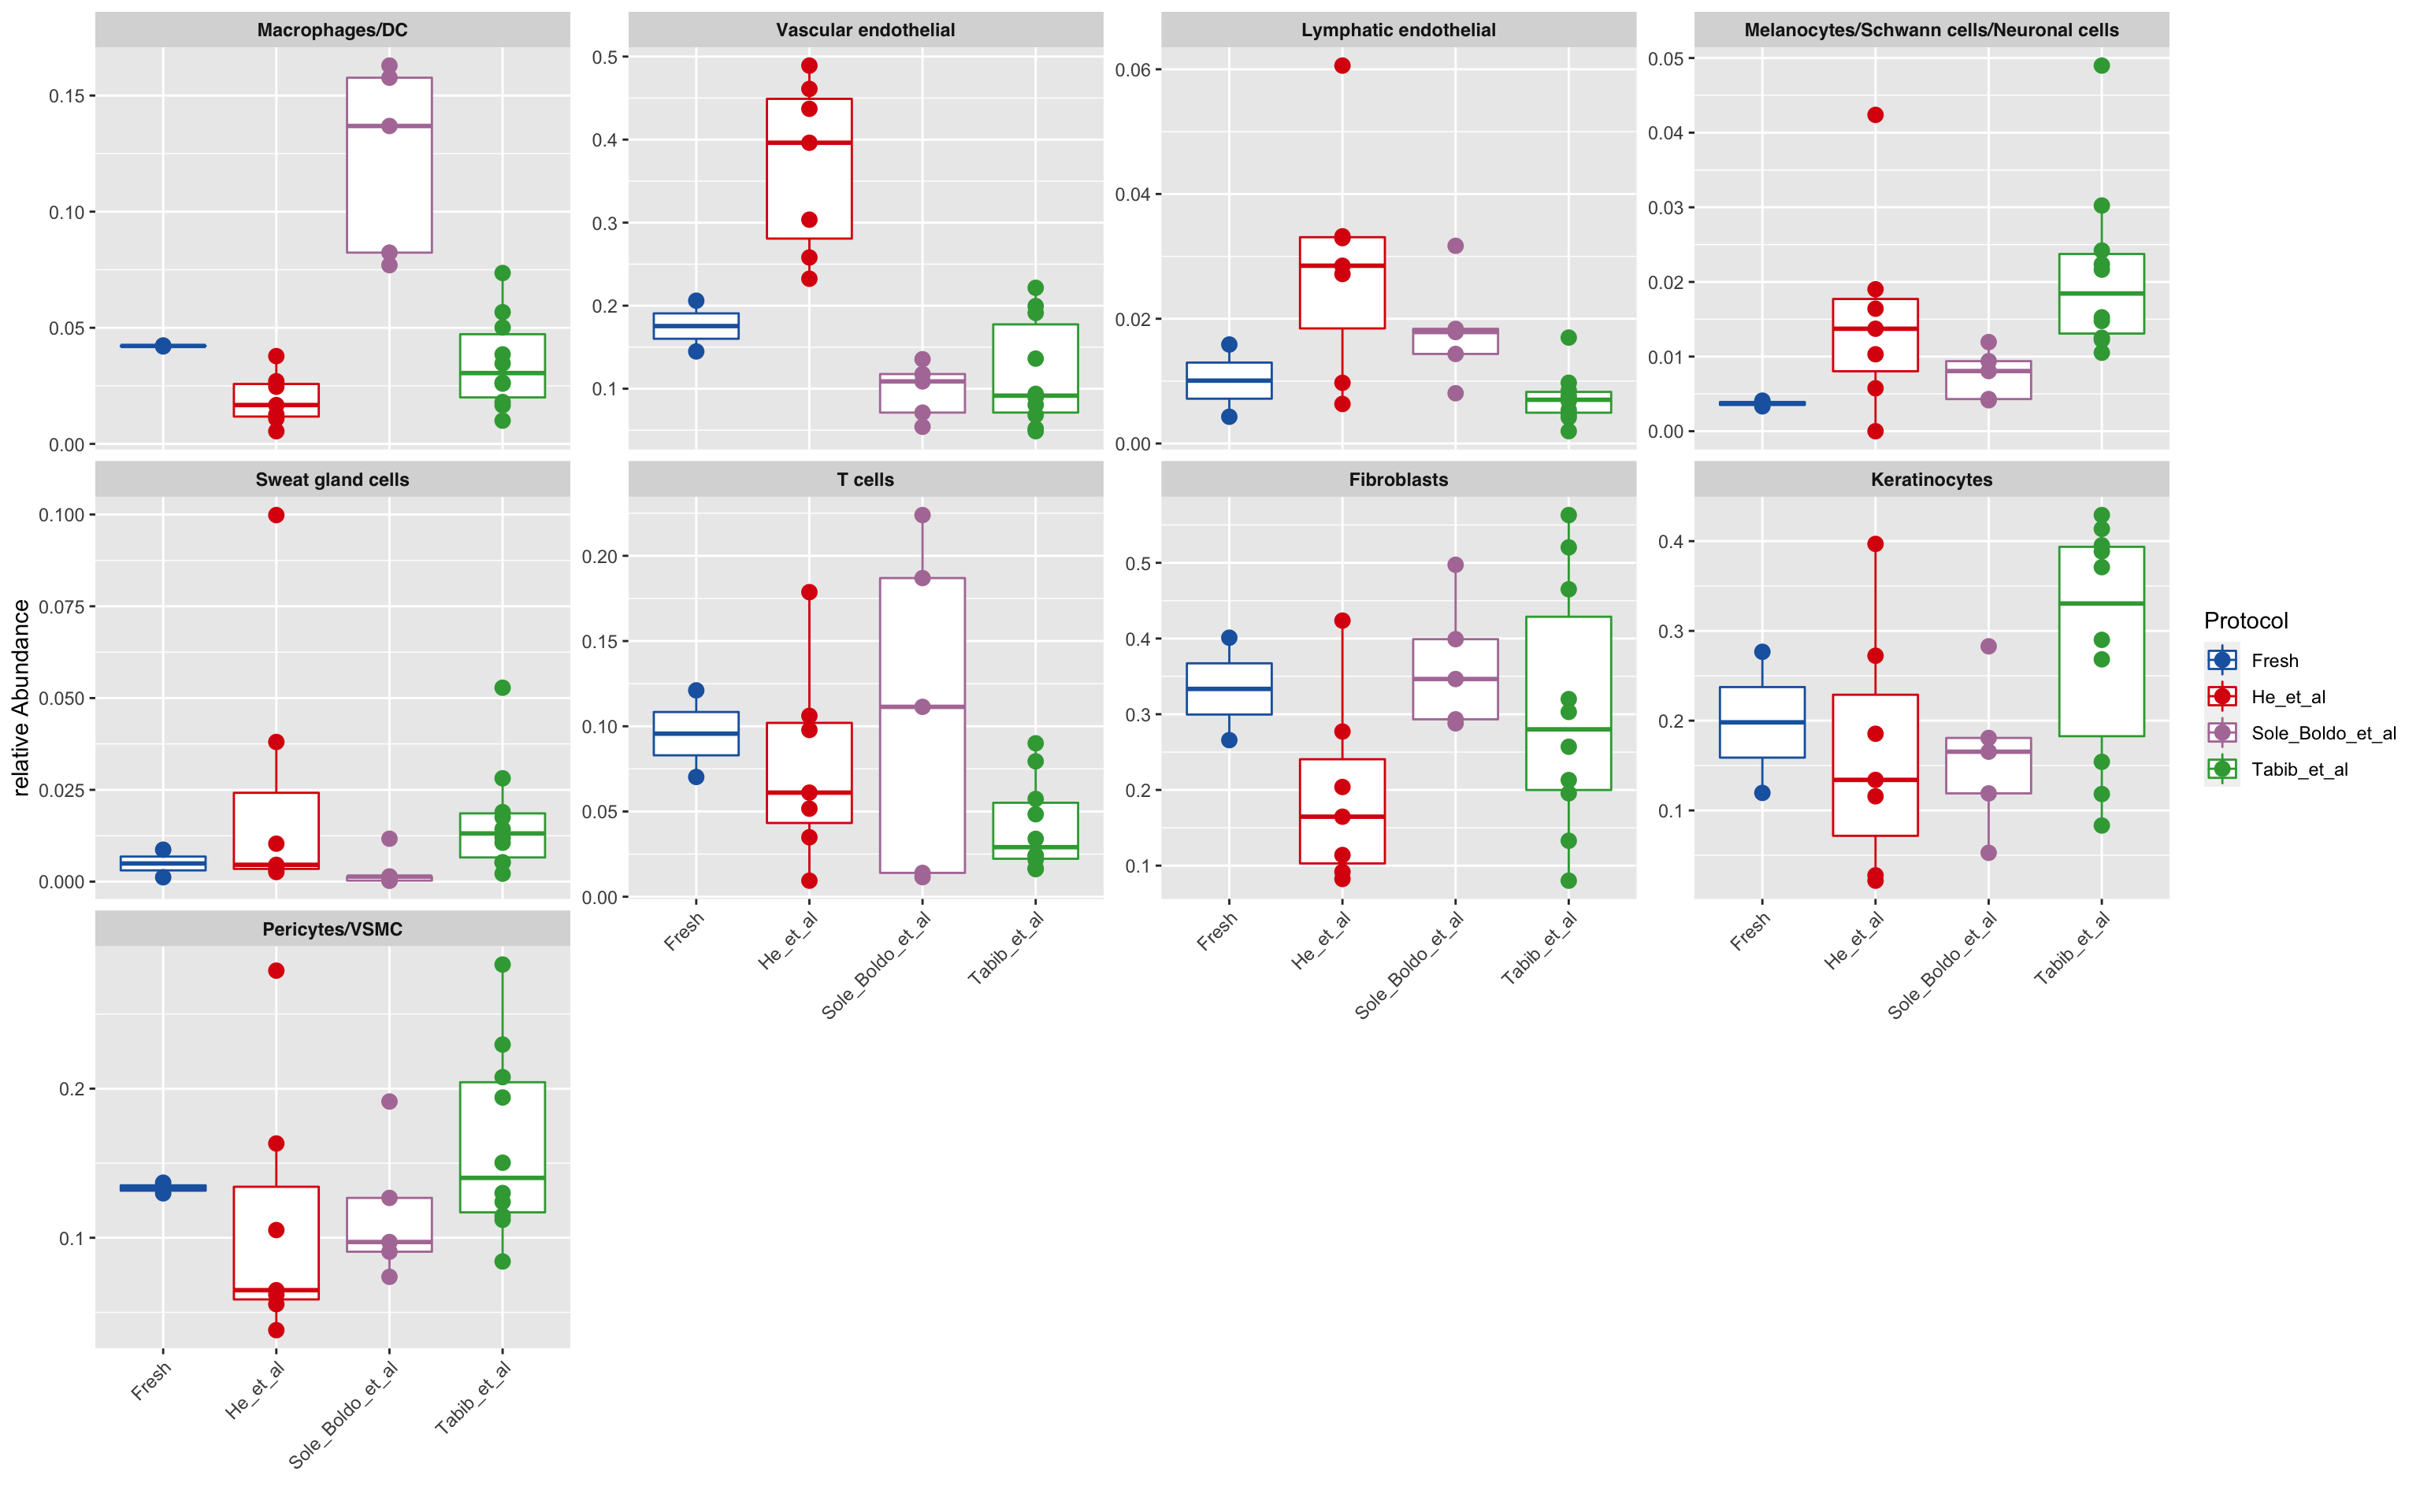 Macrophages/DC
0.15
0.10
0.05
0.00
Vascular endothelial
0.5
0.4
0.3
0.2
0.1
Lymphatic endothelial
0.06
0.04
0.02
0.00
Melanocytes/Schwann cells/Neuronal cells
0.05
0.04
0.03
0.02
0.01
0.00
relative Abundance
Sweat gland cells
0.100
0.075
0.050
0.025
0.000
T cells
0.20
0.15
0.10
0.05
0.00
Fresh
He_et_al
Sole_Boldo_et_al
Tabib_et_al
Fibroblasts
0.5
0.4
0.3
0.2
0.1
Fresh
He_et_al
Sole_Boldo_et_al
Tabib_et_al
Keratinocytes
0.4
0.3
0.2
0.1
Fresh
He_et_al
Sole_Boldo_et_al
Tabib_et_al
Protocol
Fresh
He_et_al
Sole_Boldo_et_al
Tabib_et_al
Pericytes/VSMC
0.2
0.1
Fresh
He_et_al
Sole_Boldo_et_al
Tabib_et_al